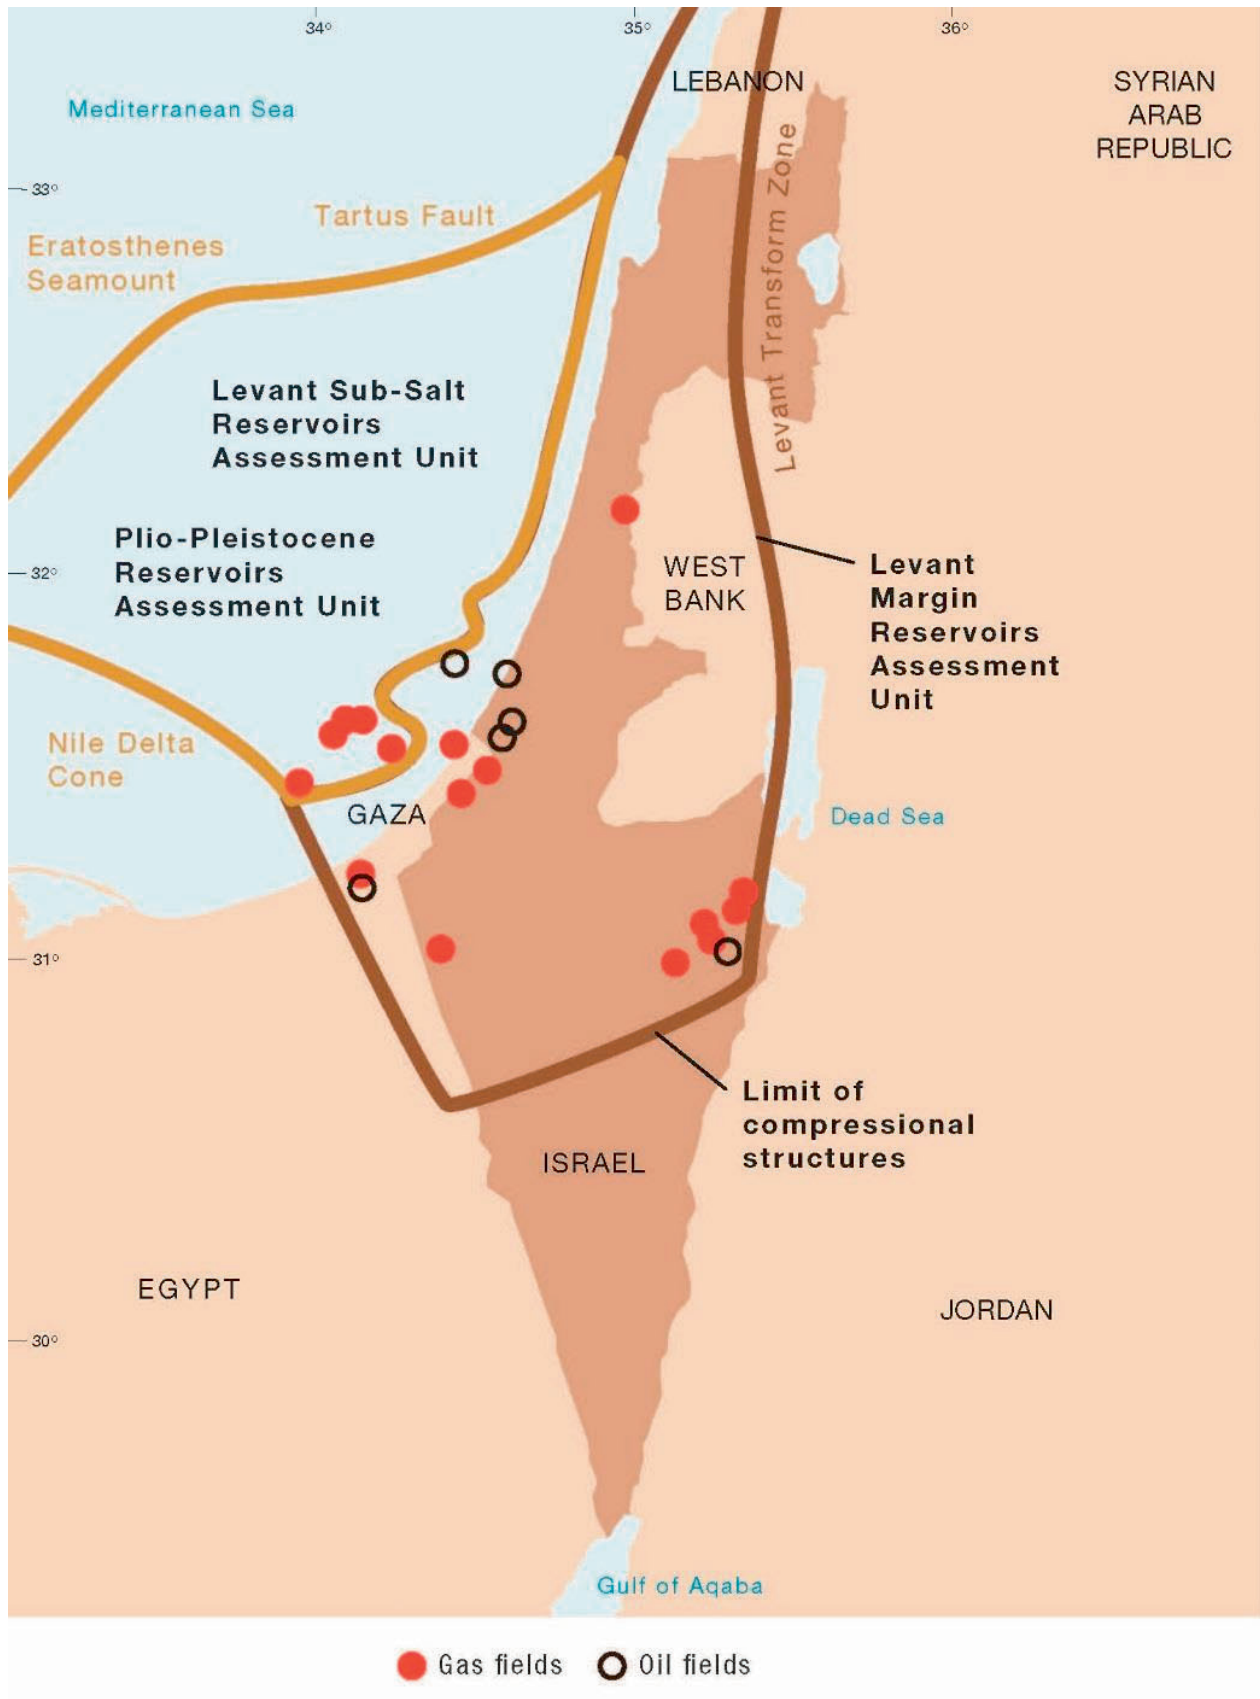 34°
35°
36°
LEBANON
SYRIAN
ARAB
REPUBLIC
Mediterranean Sea
Levant Transform Zone
33°
Tartus Fault
Eratosthenes
Seamount
Levant Sub-Salt
Reservoirs
Assessment Unit
Plio-Pleistocene
Reservoirs
Assessment Unit
32°
WEST
BANK
Levant
Margin
Reservoirs
Assessment
Unit
Nile Delta
Cone
GAZA
Dead Sea
31°
Limit of
compressional
structures
ISRAEL
EGYPT
JORDAN
30°
Gulf of Aqaba
Gas fields
Oil fields